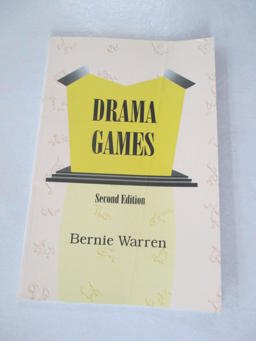 DRAMA
GAMES
Second Edition
Bernie Warren